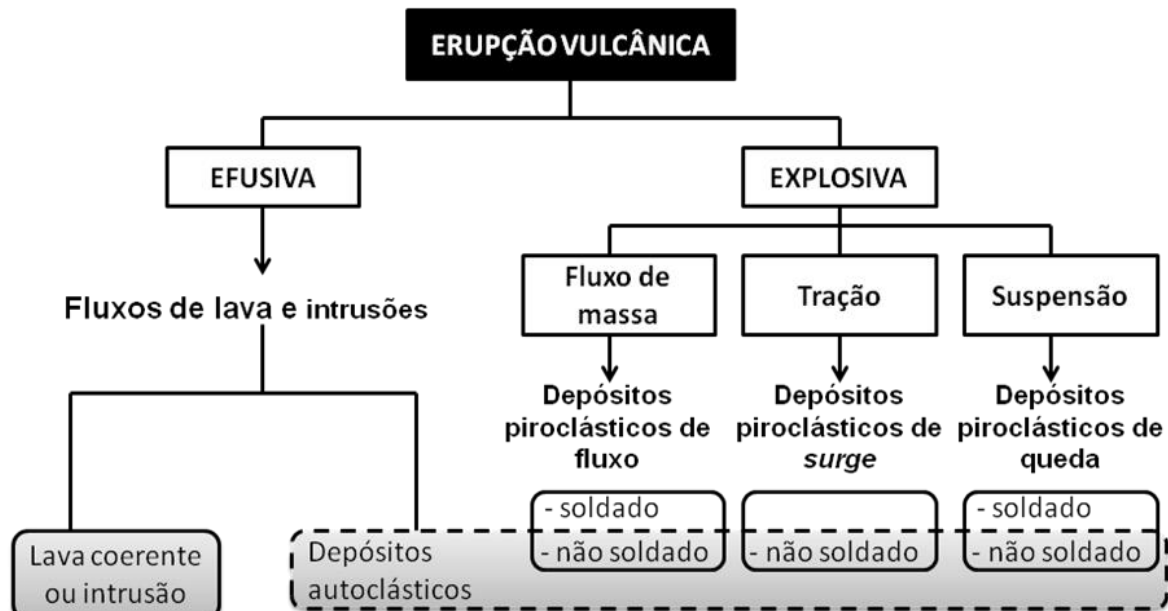 ERUPÇÃO VULCÂNICA
EFUSIVA
EXPLOSIVA
Fluxos de lava e intrusões
Fluxo de
massa
Tração
Suspensão
Depósitos
piroclásticos de
fluxo
Depósitos
piroclásticos de
surge
Depósitos
piroclásticos de
queda
Lava coerente
ou intrusão
Depósitos
autoclásticos
- soldado
- não soldado
- não soldado
- soldado
- não soldado